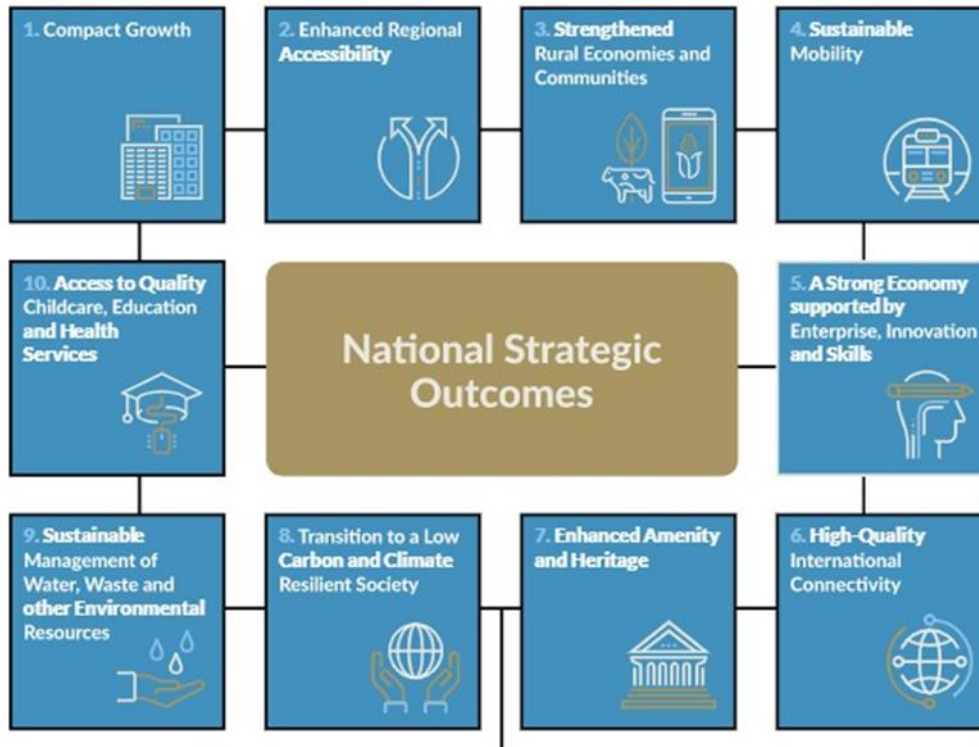 1. Compact Growth
2. Enhanced Regional
Accessibility
3. Strengthened
Rural Economies and
Communities
4. Sustainable
Mobility
10. Access to Quality
Childcare, Education
and Health
Services
National Strategic
Outcomes
5. A Strong Economy
supported by
Enterprise, Innovation
and Skills
9. Sustainable
Management of
Water, Waste and
other Environmental
Resources
8. Transition to a Low
Carbon and Climate
Resilient Society
7. Enhanced Amenity
and Heritage
6. High-Quality
International
Connectivity